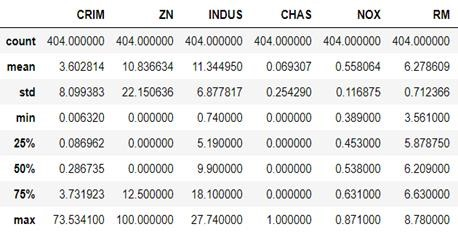 CRIM ZN INDUS CHAS NOX RM
count 404.000000 404.000000 404.000000 404.000000 404.000000 404.000000
mean 3.602814 10.836634 11.344950 0.069307 0.558064 6.278609
std 8.099383 22.150636 6.877817 0.254290 0.116875 0.712366
min 0.006320 0.000000 0.740000 0.000000 0.389000 3.561000
25% 0.086962 0.000000 5.190000 0.000000 0.453000 5.878750
50% 0.286735 0.000000 9.900000 0.000000 0.538000 6.209000
75% 3.731923 12.500000 18.100000 0.000000 0.631000 6.630000
max 73.534100 100.000000 27.740000 1.000000 0.871000 8.780000